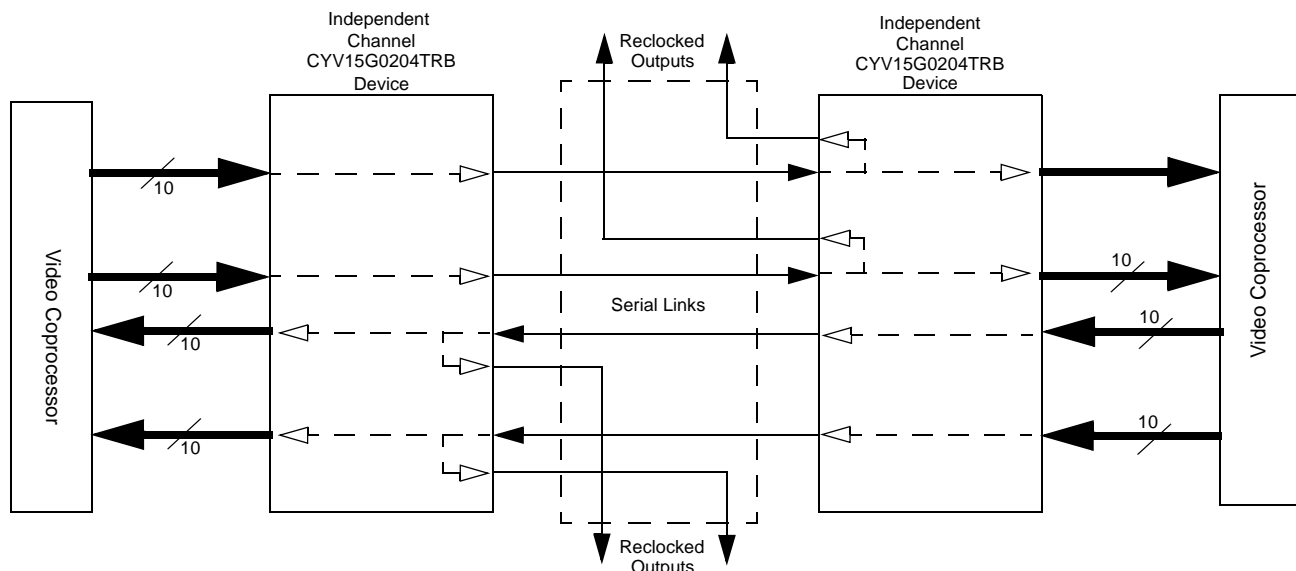 Independent
Channel
CYV15G0204TRB
Device
Reclocked
Outputs
Independent
Channel
CYV15G0204TRB
Device
10
10
10
10
Video Coprocessor
Serial Links
10
10
10
Video Coprocessor
Reclocked
Outputs